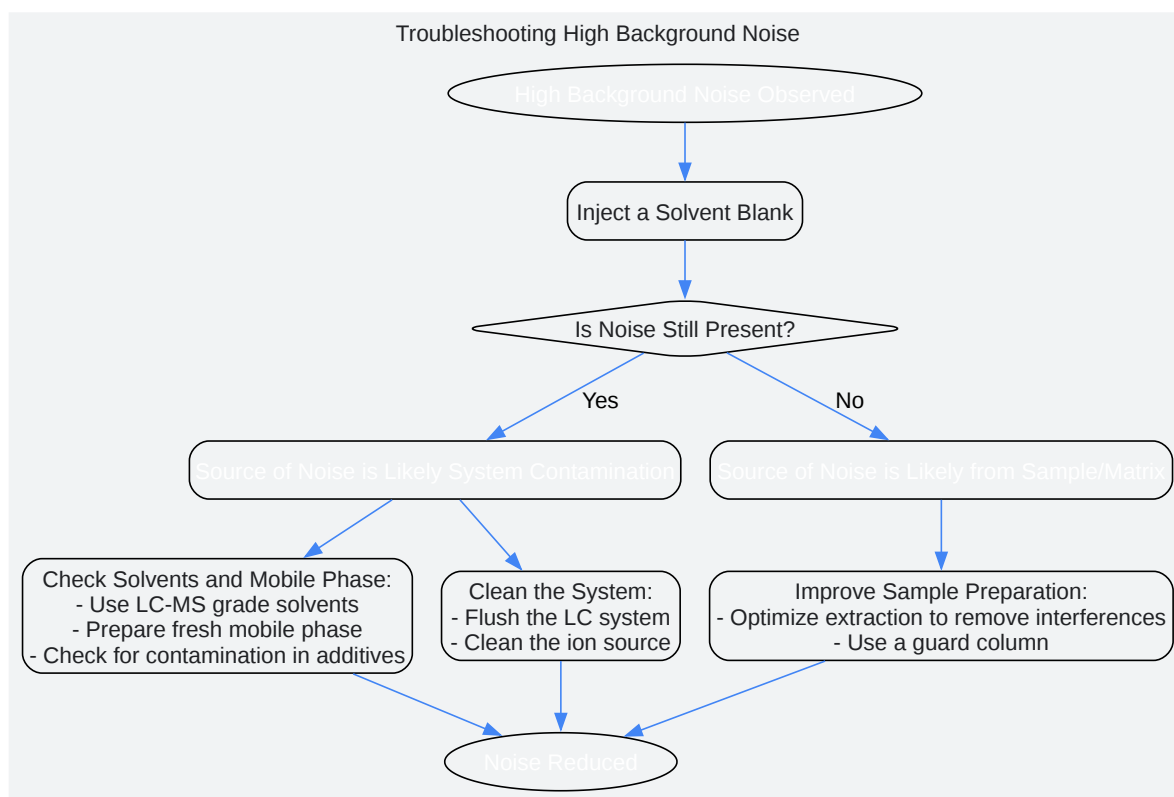 Troubleshooting High Background Noise
High Background Noise Observed
Inject a Solvent Blank
Is Noise Still Present?
Yes
No
Source of Noise is Likely System Contamination
Source of Noise is Likely from Sample/Matrix
Check Solvents and Mobile Phase:
- Use LC-MS grade solvents
- Prepare fresh mobile phase
- Check for contamination in additives
Clean the System:
- Flush the LC system
- Clean the ion source
Improve Sample Preparation:
- Optimize extraction to remove interferences
- Use a guard column
Noise Reduced